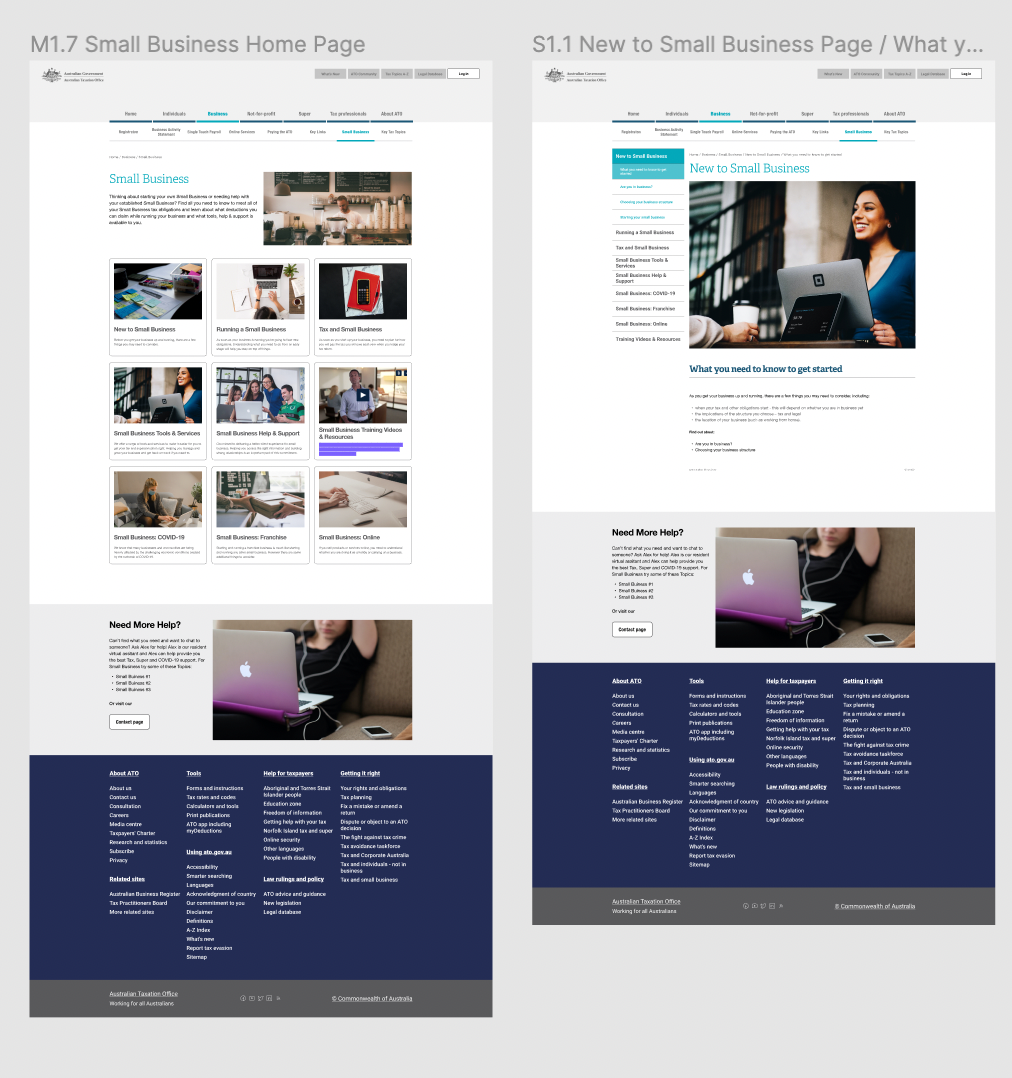 M1.7 Small Business Home Page
Australian Government
Australian Taxation Office
What's New
ATO Community
Tax Topics A-Z
Legal Database
Log in
Home
Individuals
Business
Not-for-profit
Super
Tax professionals
About ATO
Registration
Business Activity
Statement
Single Touch Payroll
Online Services
Paying the ATO
Key Links
Small Business
Key Tax Topics
Home / Business / Small Business
Small Business
Thinking about starting your own Small Business or needing help with
your established Small Business? Find all you need to know to meet all of
your Small Business tax obligations and learn about what deductions you
can claim while running your business and what tools, help & support is
available to you.
New to Small Business
Running a Small Business
Tax and Small Business
Small Business Tools & Services
Small Business Help & Support
Small Business Training Videos
& Resources
Small Business: COVID-19
Small Business: Franchise
Small Business: Online
Need More Help?
Can't find what you need and want to chat to
someone? Ask Alex for help! Alex is our resident
virtual assitant and Alex can help provide you
the best Tax, Super and COVID-19 support. For
Small Business try some of these Topics:
• Small Buiness #1
• Small Buiness #2
• Small Buiness #3
Or visit our
Contact page
About ATO
About us
Contact us
Consultation
Careers
Media centre
Taxpayers' Charter
Research and statistics
Subscribe
Privacy
Related sites
Australian Business Register
Tax Practitioners Board
More related sites
Tools
Forms and instructions
Tax rates and codes
Calculators and tools
Print publications
ATO app including
myDeductions
Using ato.gov.au
Accessibility
Smarter searching
Languages
Acknowledgment of country
Our commitment to you
Disclaimer
Definitions
A-Z Index
What's new
Report tax evasion
Sitemap
Help for taxpayers
Aboriginal and Torres Strait
Islander people
Education zone
Freedom of information
Getting help with your tax
Norfolk Island tax and super
Online security
Other languages
People with disability
Law rulings and policy
ATO advice and guidance
New legislation
Legal database
Getting it right
Your rights and obligations
Tax planning
Fix a mistake or amend a
return
Dispute or object to an ATO
decision
The fight against tax crime
Tax avoidance taskforce
Tax and Corporate Australia
Tax and individuals - not in
business
Tax and small business
Australian Taxation Office
Working for all Australians
© Commonwealth of Australia
S1.1 New to Small Business Page / What y...
Australian Government
Australian Taxation Office
What's New
ATO Community
Tax Topics A-Z
Legal Database
Log in
Home
Individuals
Business
Not-for-profit
Super
Tax professionals
About ATO
Registration
Business Activity
Statement
Single Touch Payroll
Online Services
Paying the ATO
Key Links
Small Business
Key Tax Topics
New to Small Business
What you need to know to get
started
Are you in business?
Choosing your business structure
Starting your small business
Running a Small Business
Tax and Small Business
Small Business Tools &
Services
Small Business Help &
Support
Small Business: COVID-19
Small Business: Franchise
Small Business: Online
Training Videos & Resources
Home / Business / Small Business / New to Small Business / What you need to know to get started
New to Small Business
What you need to know to get started
As you get your business up and running, there are a few things you may need to consider, including:
• when your tax and other obligations start - this will depend on whether you are in business yet
• the implications of the structure you choose - tax and legal
• the location of your business (such as working from home).
Find out about:
• Are you in business?
• Choosing your business structure
Need More Help?
Can't find what you need and want to chat to
someone? Ask Alex for help! Alex is our resident
virtual assitant and Alex can help provide you
the best Tax, Super and COVID-19 support. For
Small Business try some of these Topics:
• Small Buiness #1
• Small Buiness #2
• Small Buiness #3
Or visit our
Contact page
About ATO
About us
Contact us
Consultation
Careers
Media centre
Taxpayers' Charter
Research and statistics
Subscribe
Privacy
Related sites
Australian Business Register
Tax Practitioners Board
More related sites
Tools
Forms and instructions
Tax rates and codes
Calculators and tools
Print publications
ATO app including
myDeductions
Using ato.gov.au
Accessibility
Smarter searching
Languages
Acknowledgment of country
Our commitment to you
Disclaimer
Definitions
A-Z Index
What's new
Report tax evasion
Sitemap
Help for taxpayers
Aboriginal and Torres Strait
Islander people
Education zone
Freedom of information
Getting help with your tax
Norfolk Island tax and super
Online security
Other languages
People with disability
Law rulings and policy
ATO advice and guidance
New legislation
Legal database
Getting it right
Your rights and obligations
Tax planning
Fix a mistake or amend a
return
Dispute or object to an ATO
decision
The fight against tax crime
Tax avoidance taskforce
Tax and Corporate Australia
Tax and individuals - not in
business
Tax and small business
Australian Taxation Office
Working for all Australians
© Commonwealth of Australia